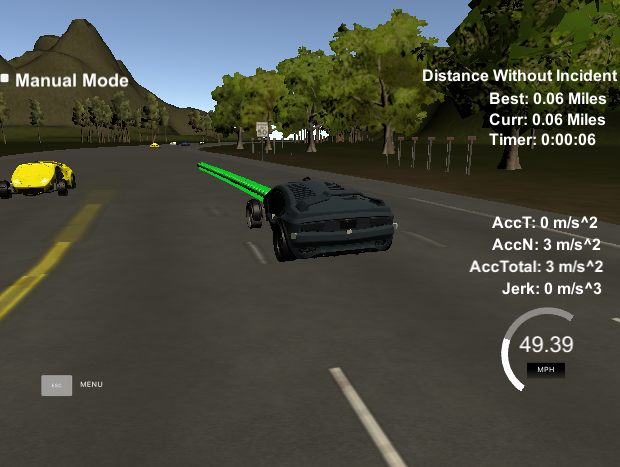 Manual Mode
Distance Without Incident
Best: 0.06 Miles
Curr: 0.06 Miles
Timer: 0:00:06
AccT: 0 m/s^2
AccN: 3 m/s^2
AccTotal: 3 m/s^2
Jerk: 0 m/s^3
49.39
MPH
ESC
MENU